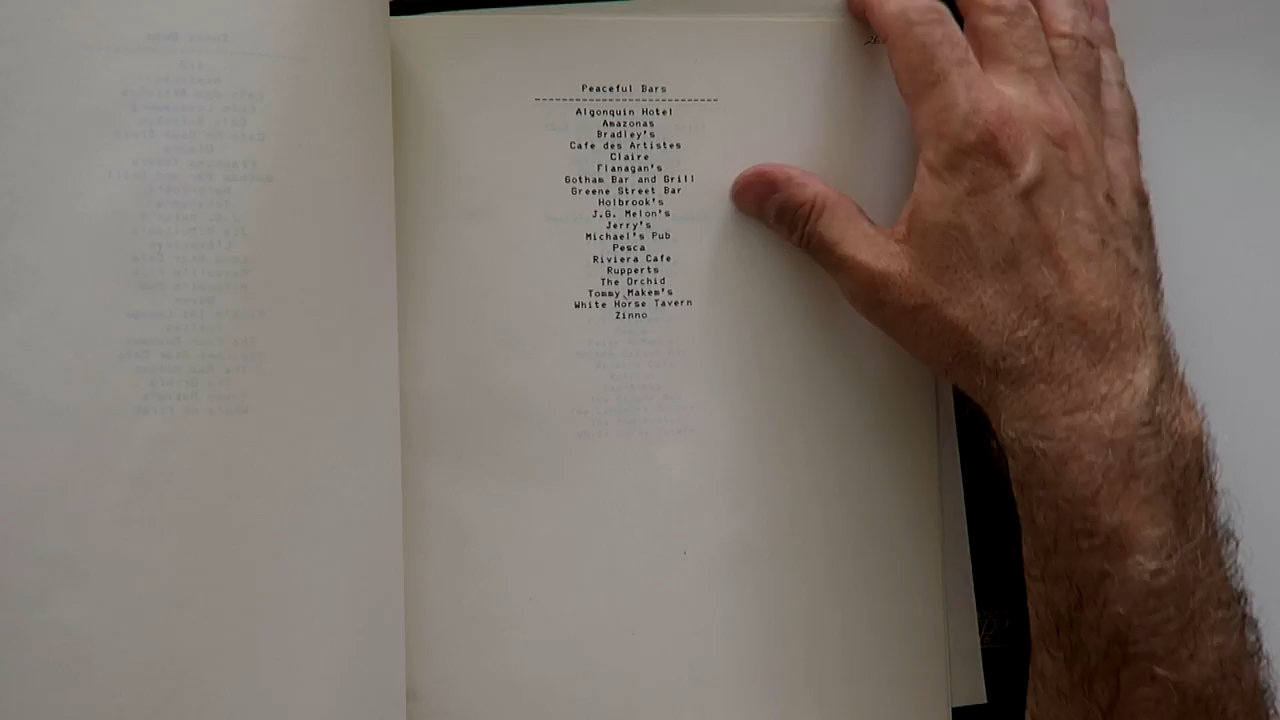 Peaceful Bars
--------------------------------
Algonquin Hotel
Amazonas
Bradley's
Cafe des Artistes
Claire
Flanagan's
Gotham Bar and Grill
Greene Street Bar
Holbrook's
J.G. Melon's
Jerry's
Michael's Pub
Pesca
Riviera Cafe
Rupperts
The Orchid
Tommy Makem's
White Horse Tavern
Zinno